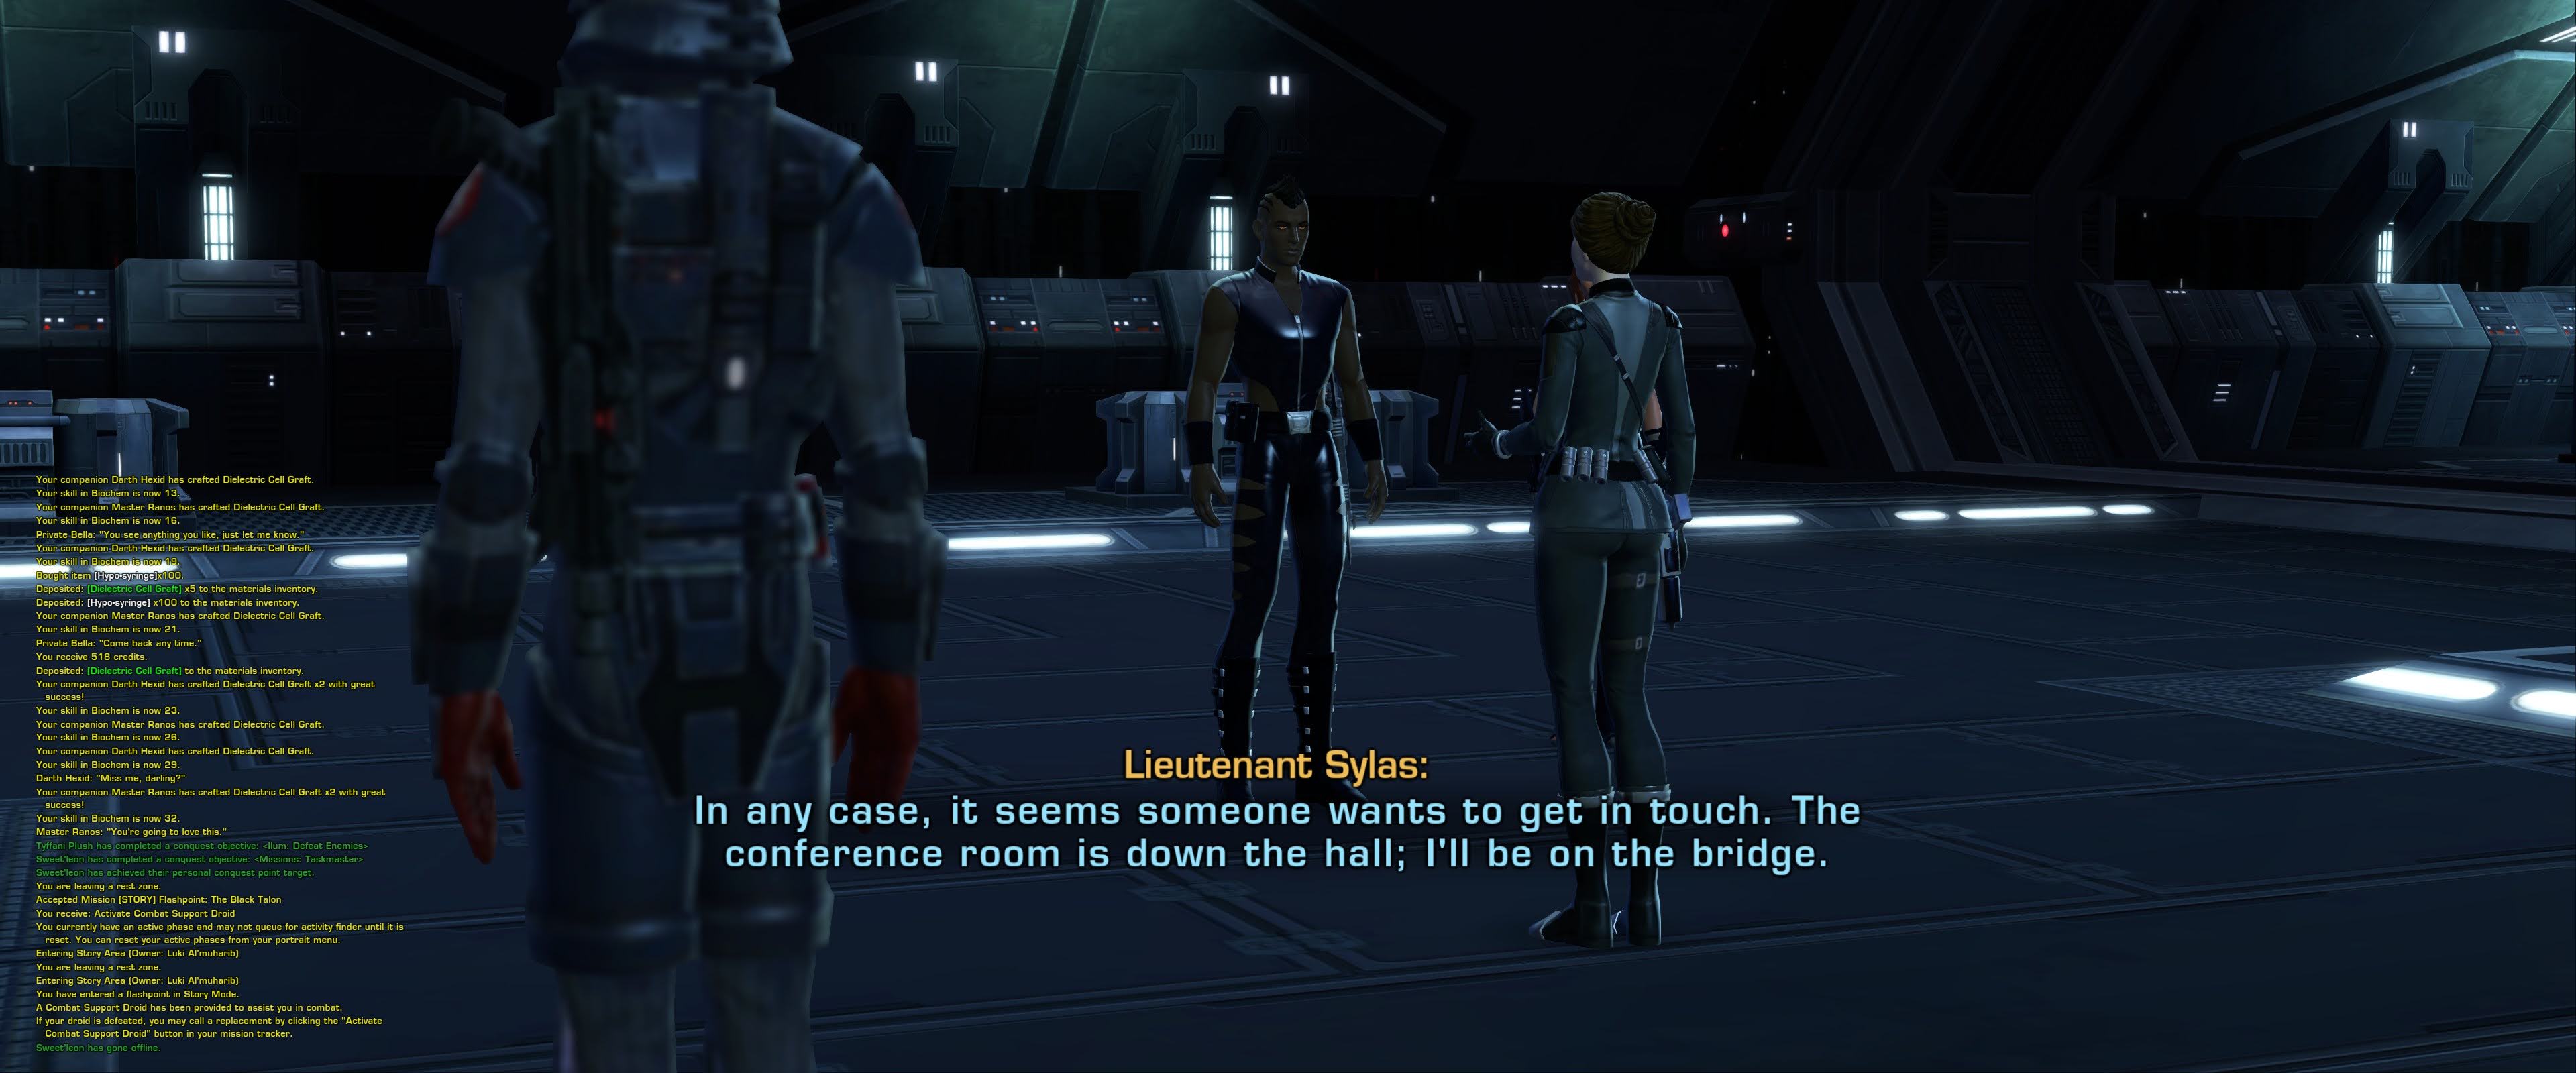 Your companion Darth Hexid has crafted Dielectric Cell Graft.
Your skill in Biochem is now 13.
Your companion Master Ranos has crafted Dielectric Cell Graft.
Your skill in Biochem is now 16.
Private Bella: "You see anything you like, just let me know."
Your companion Darth Hexid has crafted Dielectric Cell Graft.
Your skill in Biochem is now 19.
Bought item [Hypo-syringe]x100.
Deposited: [Dielectric Cell Graft] x5 to the materials inventory.
Deposited: [Hypo-syringe] x100 to the materials inventory.
Your companion Master Ranos has crafted Dielectric Cell Graft.
Your skill in Biochem is now 21.
Private Bella: "Come back any time."
You receive 518 credits.
Deposited: [Dielectric Cell Graft] to the materials inventory.
Your companion Darth Hexid has crafted Dielectric Cell Graft x2 with great
success!
Your skill in Biochem is now 23.
Your companion Master Ranos has crafted Dielectric Cell Graft.
Your skill in Biochem is now 26.
Your companion Darth Hexid has crafted Dielectric Cell Graft.
Your skill in Biochem is now 29.
Darth Hexid: "Miss me, darling?"
Your companion Master Ranos has crafted Dielectric Cell Graft x2 with great
success!
Your skill in Biochem is now 32.
Master Ranos: "You're going to love this."
Tyffani Plush has completed a conquest objective: <Ilum: Defeat Enemies>
Sweet'leon has completed a conquest objective: <Missions: Taskmaster>
Sweet'leon has achieved their personal conquest point target.
You are leaving a rest zone.
Accepted Mission [STORY] Flashpoint: The Black Talon
You receive: Activate Combat Support Droid
You currently have an active phase and may not queue for activity finder until it is
reset. You can reset your active phases from your portrait menu.
Entering Story Area [Owner: Luki Al'muharib]
You are leaving a rest zone.
Entering Story Area [Owner: Luki Al'muharib]
You have entered a flashpoint in Story Mode.
A Combat Support Droid has been provided to assist you in combat.
If your droid is defeated, you may call a replacement by clicking the "Activate
Combat Support Droid" button in your mission tracker.
Sweet'leon has gone offline.
Lieutenant Sylas:
In any case, it seems someone wants to get in touch. The
conference room is down the hall; I'll be on the bridge.